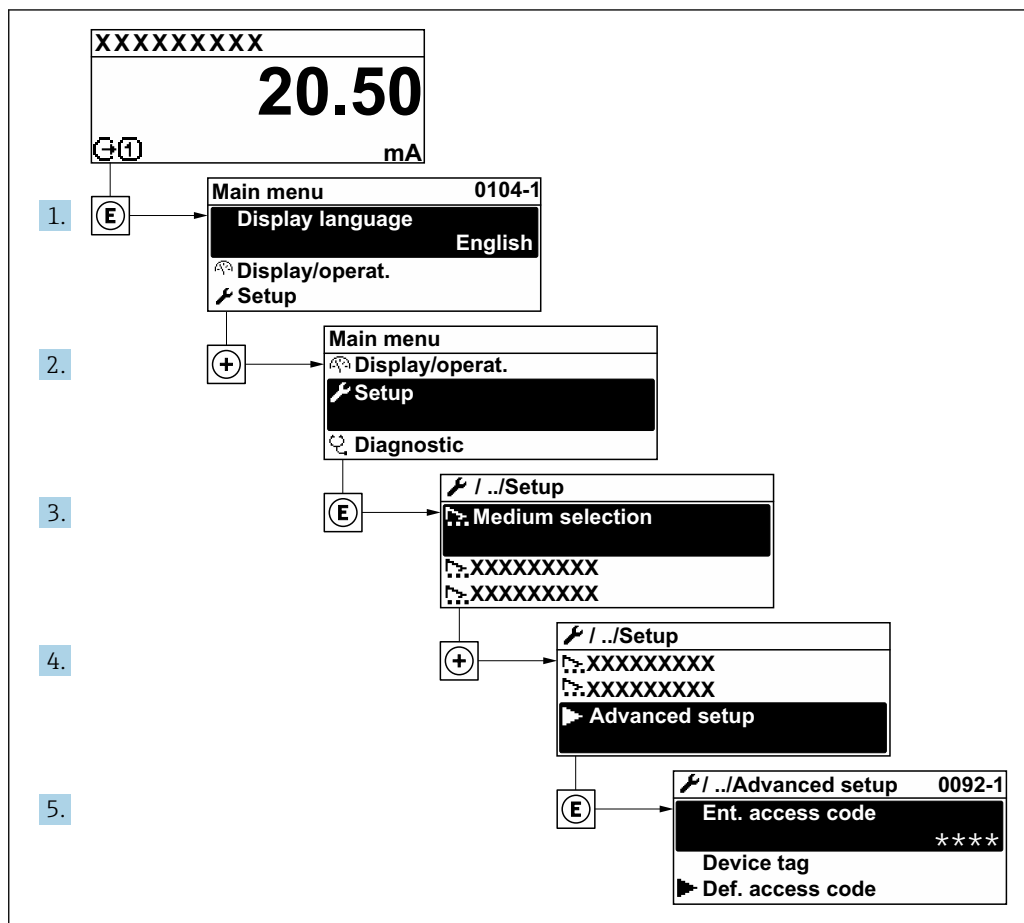 XXXXXXXXX
20.50
1 mA
1. E Main menu 0104-1
Display language
English
Display/operat.
Setup
Main menu
2. + Display/operat.
Setup
Diagnostic
/ ../Setup
3. E Medium selection
XXXXXXXXX
XXXXXXXXX
/ ../Setup
4. + XXXXXXXXX
XXXXXXXXX
Advanced setup
/ ../Advanced setup 0092-1
5. E Ent. access code
****
Device tag
Def. access code